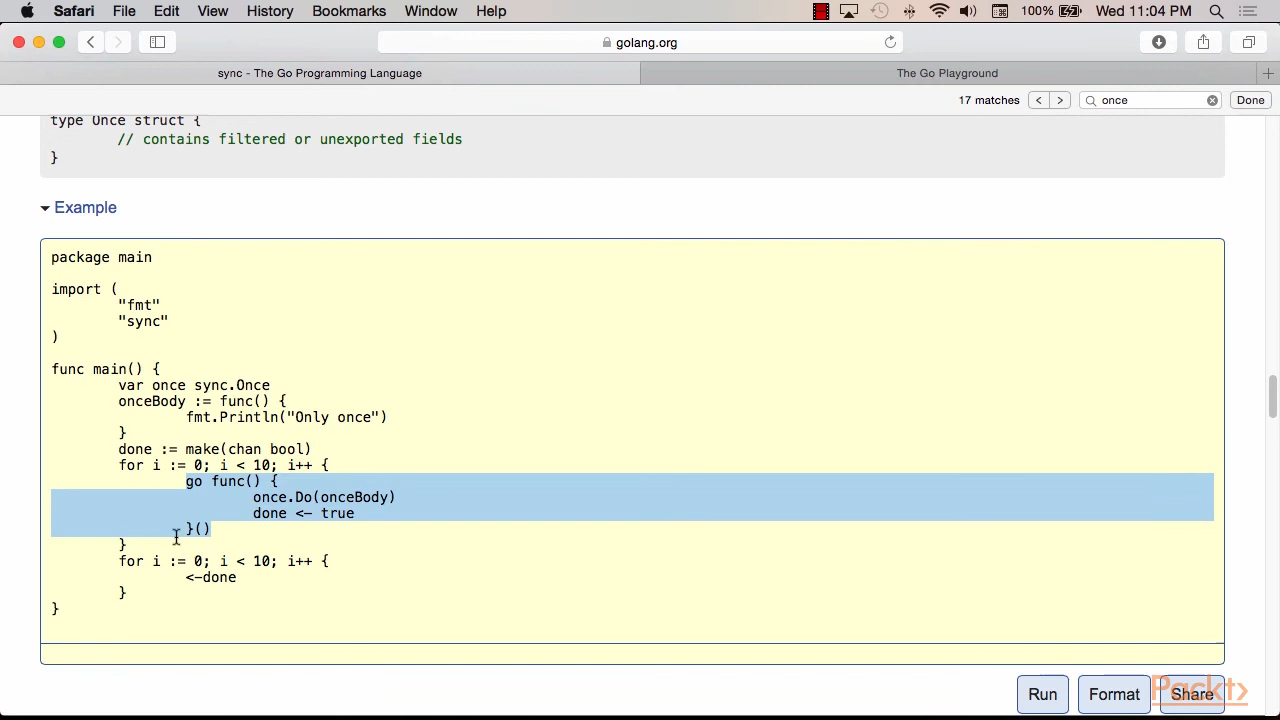 Safari File Edit View History Bookmarks Window Help 100% Wed 11:04 PM
golang.org
sync - The Go Programming Language The Go Playground
17 matches once Done
type Once struct {
// contains filtered or unexported fields
}
Example
package main
import (
"fmt"
"sync"
)
func main() {
var once sync.Once
onceBody := func() {
fmt.Println("Only once")
}
done := make(chan bool)
for i := 0; i < 10; i++ {
go func() {
once.Do(onceBody)
done <- true
}()
}
for i := 0; i < 10; i++ {
<-done
}
}
Run Format Share
Packt